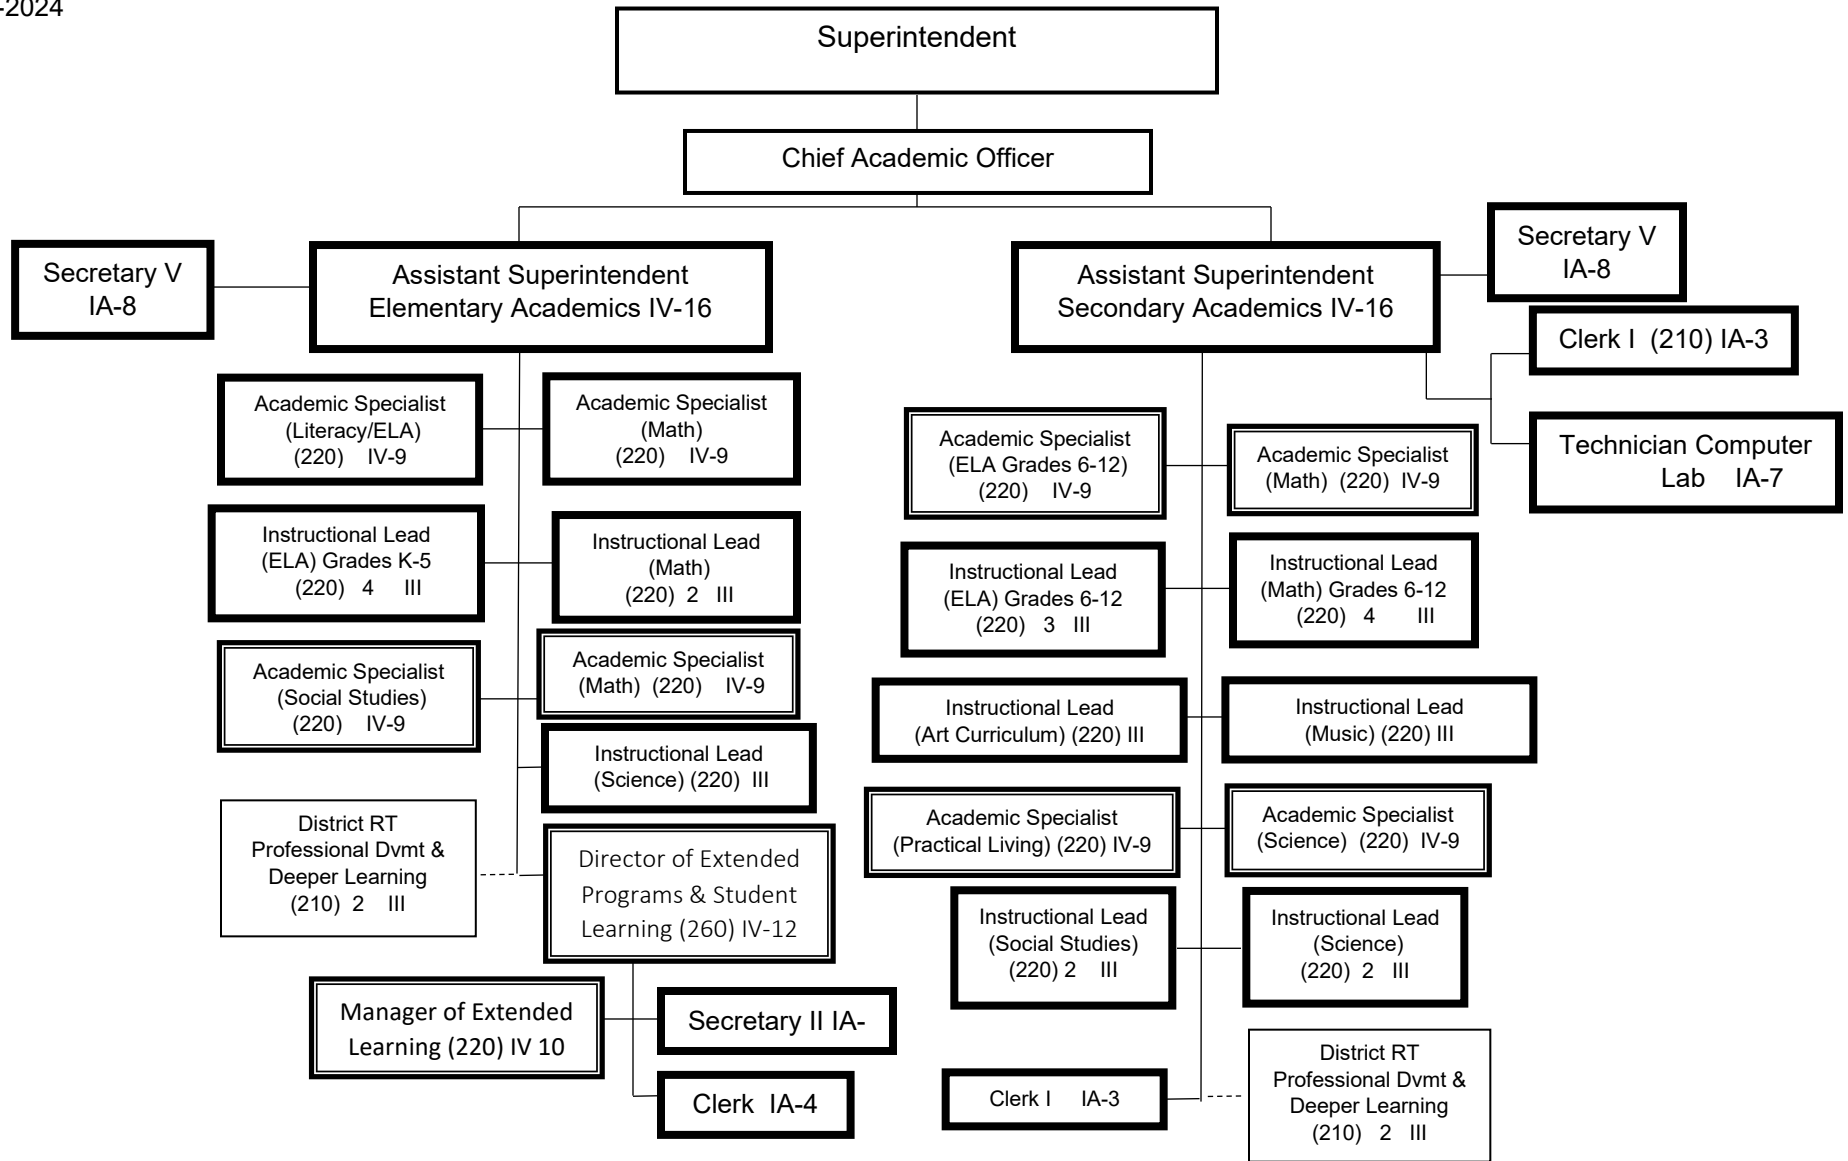 -2024
Superintendent
Chief Academic Officer
Secretary V
IA-8
Assistant Superintendent
Elementary Academics IV-16
Assistant Superintendent
Secondary Academics IV-16
Secretary V
IA-8
Clerk I (210) IA-3
Technician Computer
Lab IA-7
Academic Specialist
(Literacy/ELA)
(220) IV-9
Academic Specialist
(Math)
(220) IV-9
Instructional Lead
(ELA) Grades K-5
(220) 4 III
Instructional Lead
(Math)
(220) 2 III
Academic Specialist
(Social Studies)
(220) IV-9
Academic Specialist
(Math) (220) IV-9
Instructional Lead
(Science) (220) III
District RT
Professional Dvmt &
Deeper Learning
(210) 2 III
Director of Extended
Programs & Student
Learning (260) IV-12
Manager of Extended
Learning (220) IV 10
Secretary II IA-
Clerk IA-4
Academic Specialist
(ELA Grades 6-12)
(220) IV-9
Academic Specialist
(Math) (220) IV-9
Instructional Lead
(ELA) Grades 6-12
(220) 3 III
Instructional Lead
(Math) Grades 6-12
(220) 4 III
Instructional Lead
(Art Curriculum) (220) III
Instructional Lead
(Music) (220) III
Academic Specialist
(Practical Living) (220) IV-9
Academic Specialist
(Science) (220) IV-9
Instructional Lead
(Social Studies)
(220) 2 III
Instructional Lead
(Science)
(220) 2 III
Clerk I IA-3
District RT
Professional Dvmt &
Deeper Learning
(210) 2 III